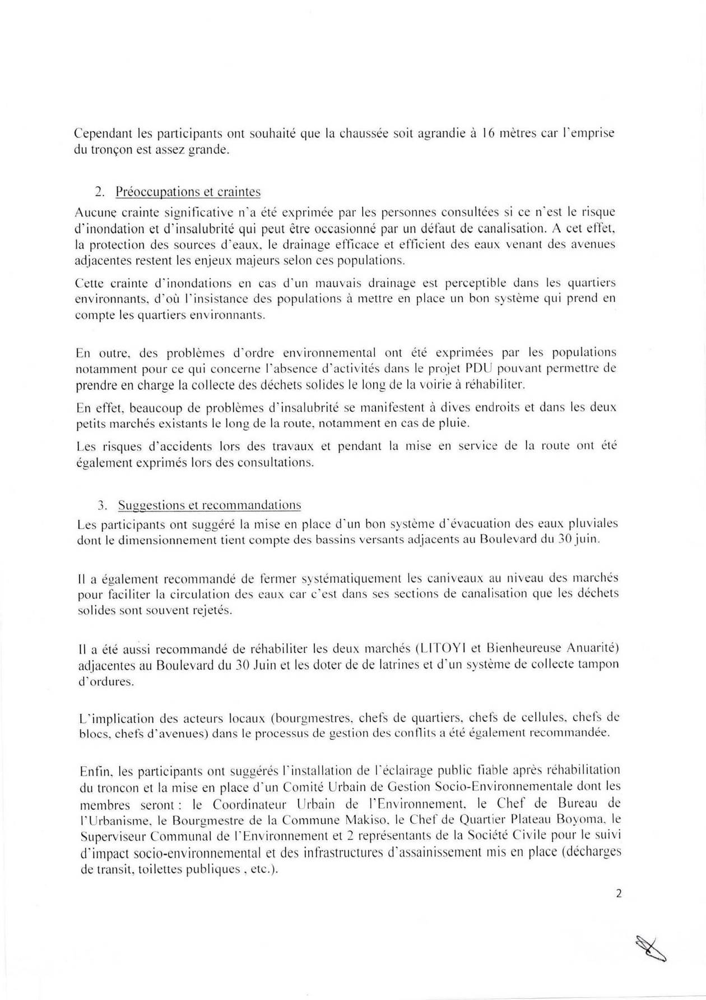 Cependant les participants ont souhaité que la chaussée soit agrandie à 16 mètres car l'emprise
du tronçon est assez grande.
2. Préoccupations et craintes
Aucune crainte significative n'a été exprimée par les personnes consultées si ce n'est le risque
d'inondation et d'insalubrité qui peut être occasionné par un défaut de canalisation. A cet effet,
la protection des sources d'eaux, le drainage efficace et efficient des eaux venant des avenues
adjacentes restent les enjeux majeurs selon ces populations.
Cette crainte d'inondations en cas d'un mauvais drainage est perceptible dans les quartiers
environnants, d'où l'insistance des populations à mettre en place un bon système qui prend en
compte les quartiers environnants.
En outre, des problèmes d'ordre environnemental ont été exprimées par les populations
notamment pour ce qui concerne l'absence d'activités dans le projet PDU pouvant permettre de
prendre en charge la collecte des déchets solides le long de la voirie à réhabiliter.
En effet, beaucoup de problèmes d'insalubrité se manifestent à dives endroits et dans les deux
petits marchés existants le long de la route, notamment en cas de pluie.
Les risques d'accidents lors des travaux et pendant la mise en service de la route ont été
également exprimés lors des consultations.
3. Suggestions et recommandations
Les participants ont suggéré la mise en place d'un bon système d'évacuation des eaux pluviales
dont le dimensionnement tient compte des bassins versants adjacents au Boulevard du 30 juin.
Il a également recommandé de fermer systématiquement les caniveaux au niveau des marchés
pour faciliter la circulation des eaux car c'est dans ses sections de canalisation que les déchets
solides sont souvent rejetés.
Il a été aussi recommandé de réhabiliter les deux marchés (LITOYI et Bienheureuse Anuarité)
adjacentes au Boulevard du 30 Juin et les doter de de latrines et d'un système de collecte tampon
d'ordures.
L'implication des acteurs locaux (bourgmestres, chefs de quartiers, chefs de cellules, chefs de
blocs, chefs d'avenues) dans le processus de gestion des conflits a été également recommandée.
Enfin, les participants ont suggérés l'installation de l'éclairage public fiable après réhabilitation
du troncon et la mise en place d'un Comité Urbain de Gestion Socio-Environnementale dont les
membres seront : le Coordinateur Urbain de l'Environnement, le Chef de Bureau de
l'Urbanisme, le Bourgmestre de la Commune Makiso, le Chef de Quartier Plateau Boyoma, le
Superviseur Communal de l'Environnement et 2 représentants de la Société Civile pour le suivi
d'impact socio-environnemental et des infrastructures d'assainissement mis en place (décharges
de transit, toilettes publiques , etc.).
2